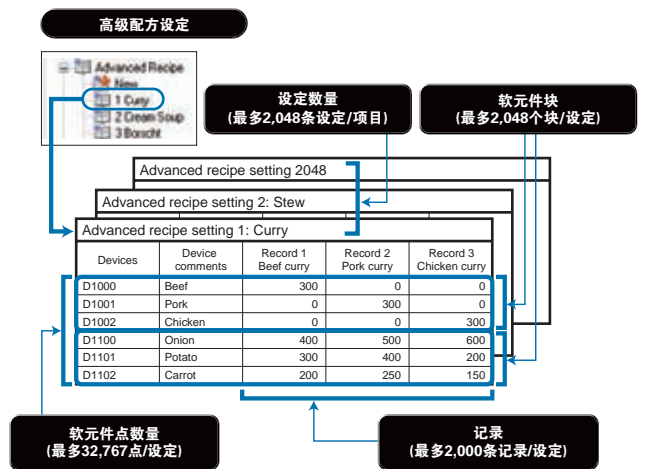 高级配方设定
Advanced Recipe
New
1 Curry
2 Cream Soup
3 Borscht
设定数量
(最多2,048条设定/项目)
软元件块
(最多2,048个块/设定)
Advanced recipe setting 2048
Advanced recipe setting 2: Stew
Advanced recipe setting 1: Curry
Devices Device comments Record 1 Beef curry Record 2 Pork curry Record 3 Chicken curry
D1000 Beef 300 0 0
D1001 Pork 0 300 0
D1002 Chicken 0 0 300
D1100 Onion 400 500 600
D1101 Potato 300 400 200
D1102 Carrot 200 250 150
软元件点数量
(最多32,767点/设定)
记录
(最多2,000条记录/设定)